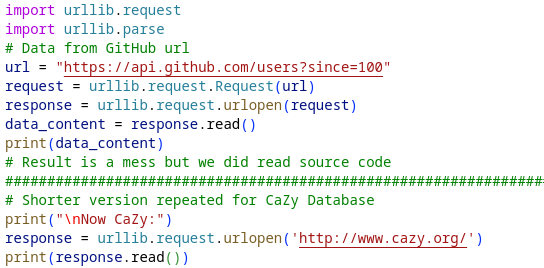 import urllib.request
import urllib.parse
# Data from GitHub url
url = "https://api.github.com/users?since=100"
request = urllib.request.Request(url)
response = urllib.request.urlopen(request)
data_content = response.read()
print(data_content)
# Result is a mess but we did read source code
################################################################
# Shorter version repeated for CaZy Database
print("\nNow CaZy:")
response = urllib.request.urlopen('http://www.cazy.org/')
print(response.read())